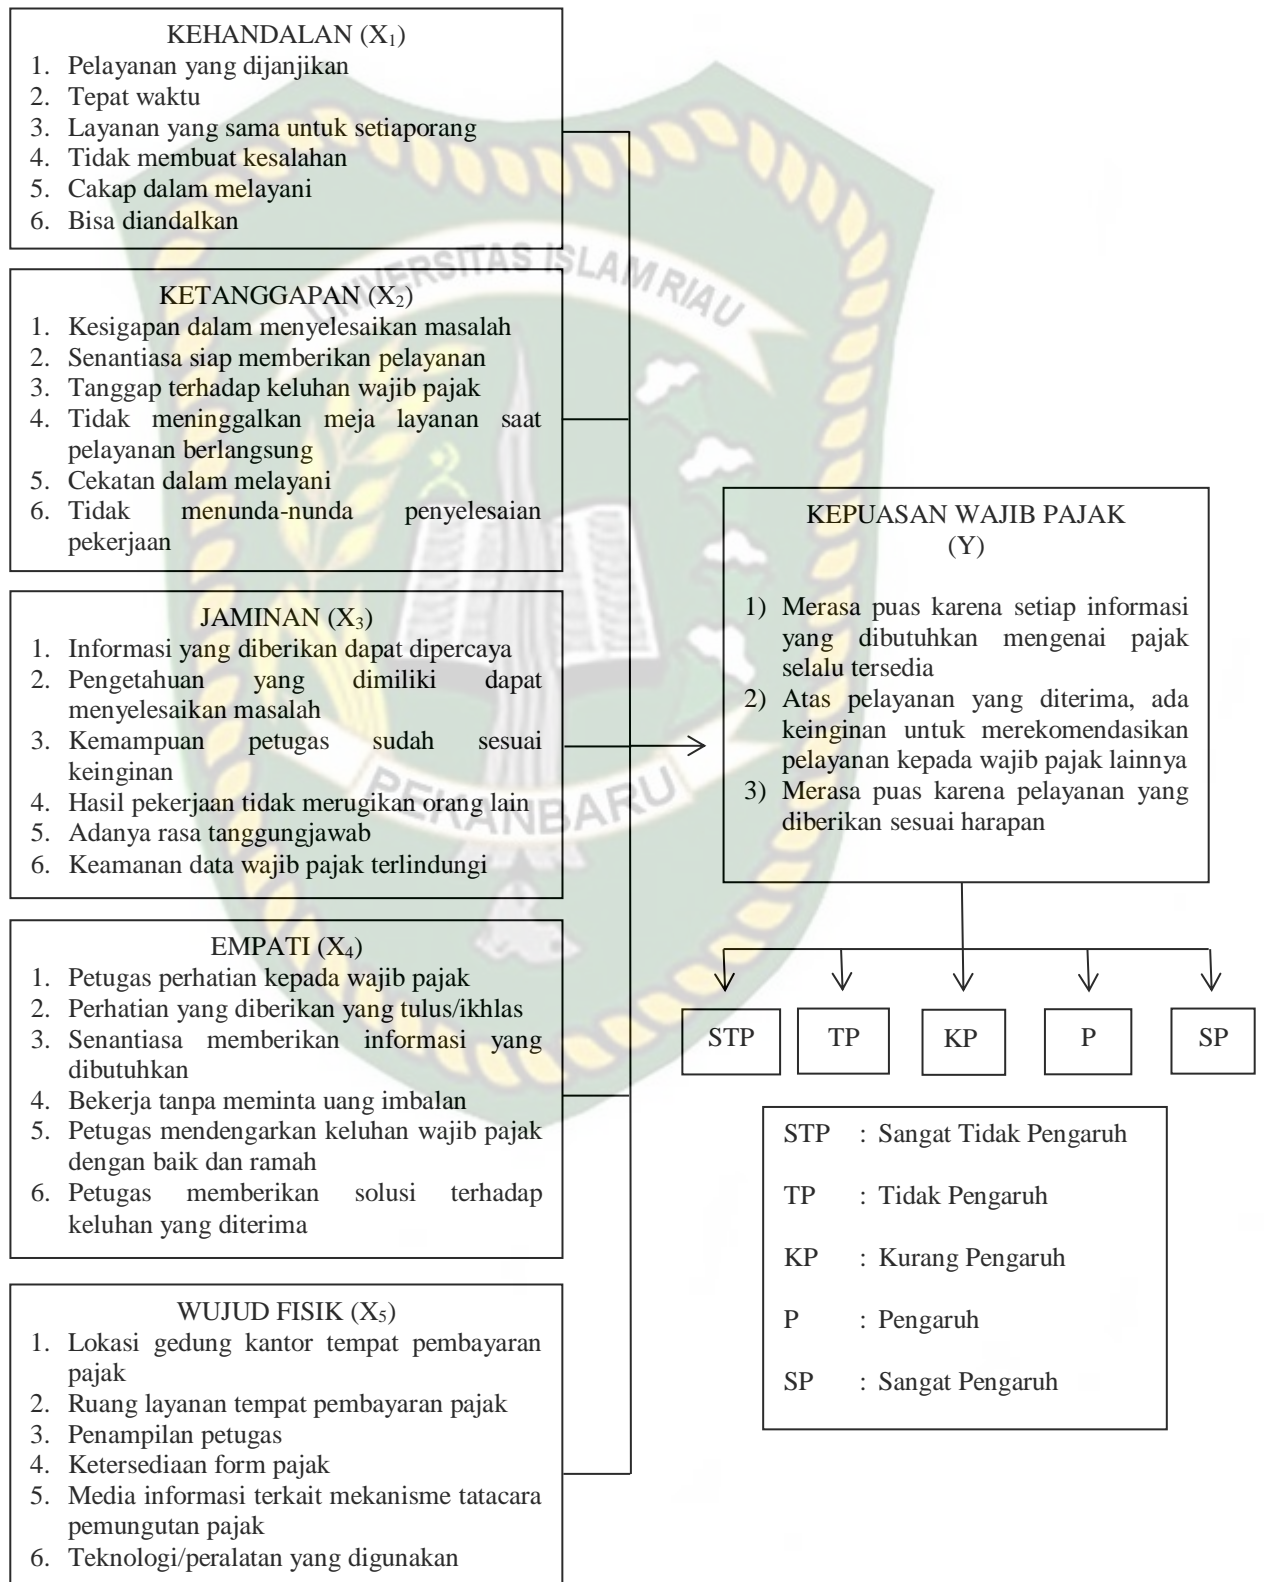 KEHANDALAN (X₁)
1. Pelayanan yang dijanjikan
2. Tepat waktu
3. Layanan yang sama untuk setiaporang
4. Tidak membuat kesalahan
5. Cakap dalam melayani
6. Bisa diandalkan
UNIVERSITAS ISLAM RIAU
KETANGGAPAN (X₂)
1. Kesigapan dalam menyelesaikan masalah
2. Senantiasa siap memberikan pelayanan
3. Tanggap terhadap keluhan wajib pajak
4. Tidak meninggalkan meja layanan saat
pelayanan berlangsung
5. Cekatan dalam melayani
6. Tidak menunda-nunda penyelesaian
pekerjaan
JAMINAN (X₃)
1. Informasi yang diberikan dapat dipercaya
2. Pengetahuan yang dimiliki dapat
menyelesaikan masalah
3. Kemampuan petugas sudah sesuai
keinginan
4. Hasil pekerjaan tidak merugikan orang lain
5. Adanya rasa tanggungjawab
6. Keamanan data wajib pajak terlindungi
PEKANBARU
EMPATI (X₄)
1. Petugas perhatian kepada wajib pajak
2. Perhatian yang diberikan yang tulus/ikhlas
3. Senantiasa memberikan informasi yang
dibutuhkan
4. Bekerja tanpa meminta uang imbalan
5. Petugas mendengarkan keluhan wajib pajak
dengan baik dan ramah
6. Petugas memberikan solusi terhadap
keluhan yang diterima
WUJUD FISIK (X₅)
1. Lokasi gedung kantor tempat pembayaran
pajak
2. Ruang layanan tempat pembayaran pajak
3. Penampilan petugas
4. Ketersediaan form pajak
5. Media informasi terkait mekanisme tatacara
pemungutan pajak
6. Teknologi/peralatan yang digunakan
KEPUASAN WAJIB PAJAK
(Y)
1) Merasa puas karena setiap informasi
yang dibutuhkan mengenai pajak
selalu tersedia
2) Atas pelayanan yang diterima, ada
keinginan untuk merekomendasikan
pelayanan kepada wajib pajak lainnya
3) Merasa puas karena pelayanan yang
diberikan sesuai harapan
STP TP KP P SP
STP : Sangat Tidak Pengaruh
TP : Tidak Pengaruh
KP : Kurang Pengaruh
P : Pengaruh
SP : Sangat Pengaruh